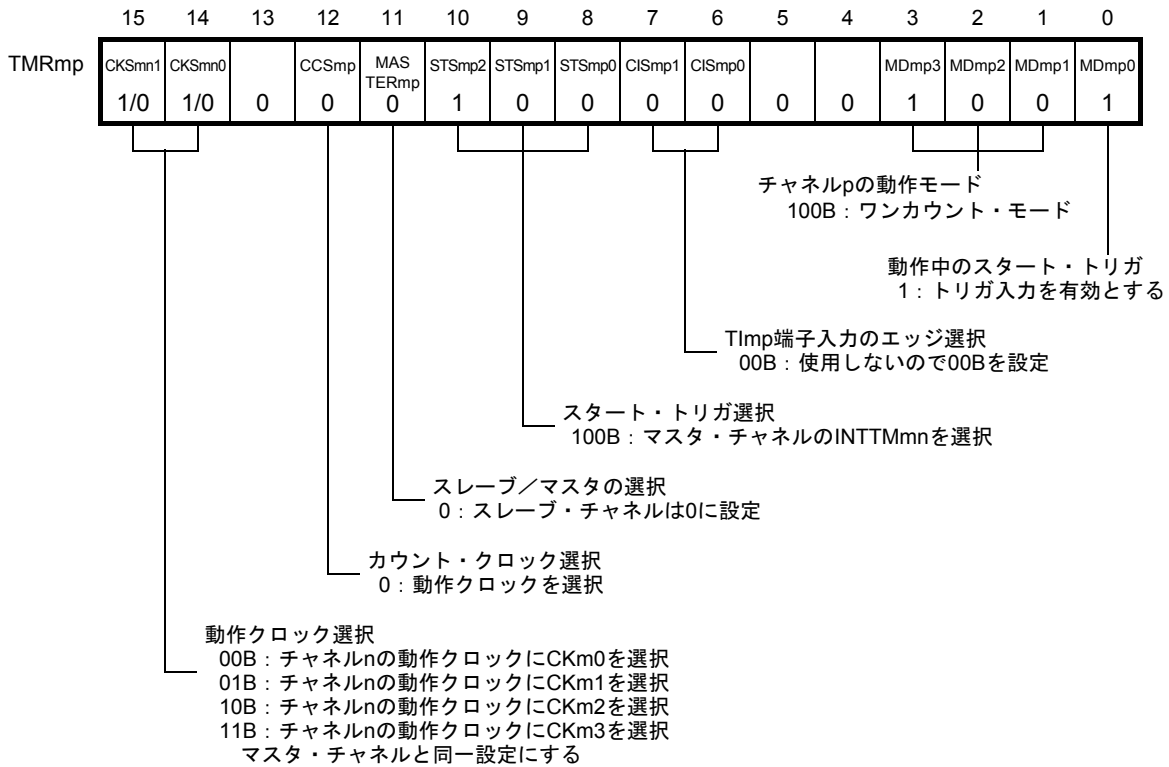 15 14 13 12 11 10 9 8 7 6 5 4 3 2 1 0
TMRmp CKSmn1 CKSmn0 CCSmp MAS TERmp STSmp2 STSmp1 STSmp0 CISmp1 CISmp0 MDmp3 MDmp2 MDmp1 MDmp0
1/0 1/0 0 0 0 1 0 0 0 0 0 0 1 0 0 1
チャネルpの動作モード
100B：ワンカウント・モード
動作中のスタート・トリガ
1：トリガ入力を有効とする
TImp端子入力のエッジ選択
00B：使用しないので00Bを設定
スタート・トリガ選択
100B：マスタ・チャネルのINTTMmnを選択
スレーブ／マスタの選択
0：スレーブ・チャネルは0に設定
カウント・クロック選択
0：動作クロックを選択
動作クロック選択
00B：チャネルnの動作クロックにCKm0を選択
01B：チャネルnの動作クロックにCKm1を選択
10B：チャネルnの動作クロックにCKm2を選択
11B：チャネルnの動作クロックにCKm3を選択
マスタ・チャネルと同一設定にする